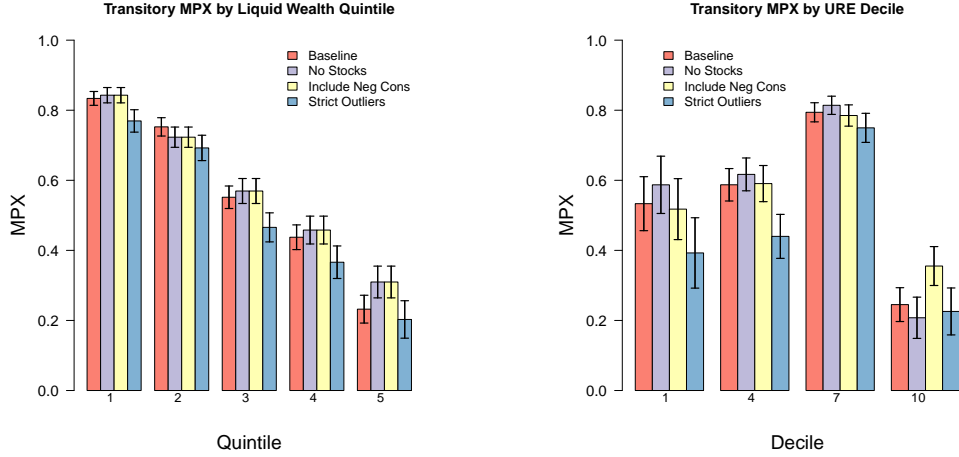 Transitory MPX by Liquid Wealth Quintile
MPX
1.0
0.8
0.6
0.4
0.2
0.0
Baseline
No Stocks
Include Neg Cons
Strict Outliers
1 2 3 4 5
Quintile
Transitory MPX by URE Decile
MPX
1.0
0.8
0.6
0.4
0.2
0.0
Baseline
No Stocks
Include Neg Cons
Strict Outliers
1 4 7 10
Decile